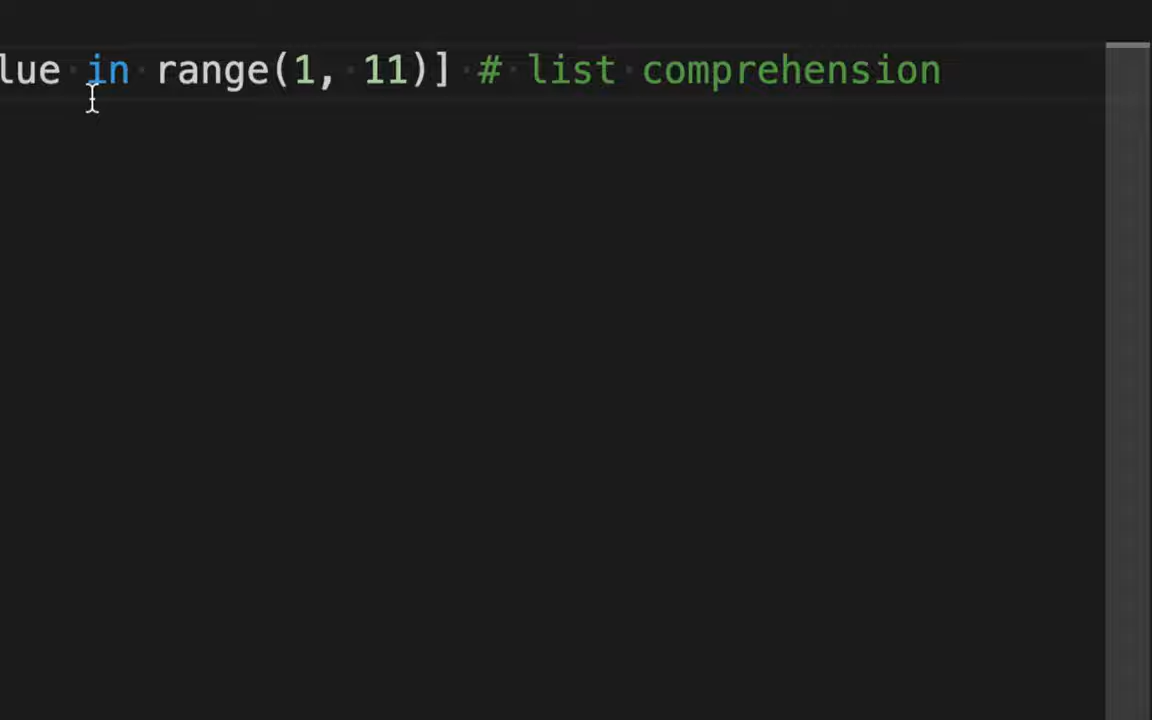 lue in range(1, 11)] # list comprehension